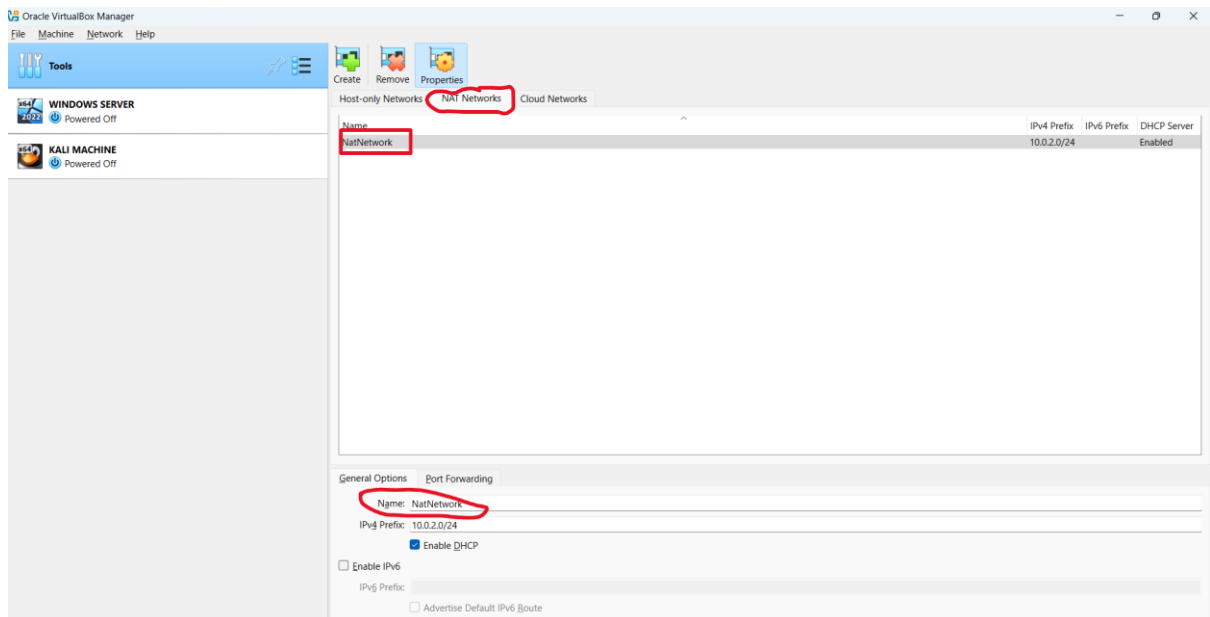 Oracle VirtualBox Manager
File Machine Network Help
Tools
Create Remove Properties
Host-only Networks NAT Networks Cloud Networks
x64
2022
WINDOWS SERVER
Powered Off
Name IPv4 Prefix IPv6 Prefix DHCP Server
NatNetwork 10.0.2.0/24 Enabled
x64
KALI MACHINE
Powered Off
General Options Port Forwarding
Name: NatNetwork
IPv4 Prefix: 10.0.2.0/24
Enable DHCP
Enable IPv6
IPv6 Prefix:
Advertise Default IPv6 Route